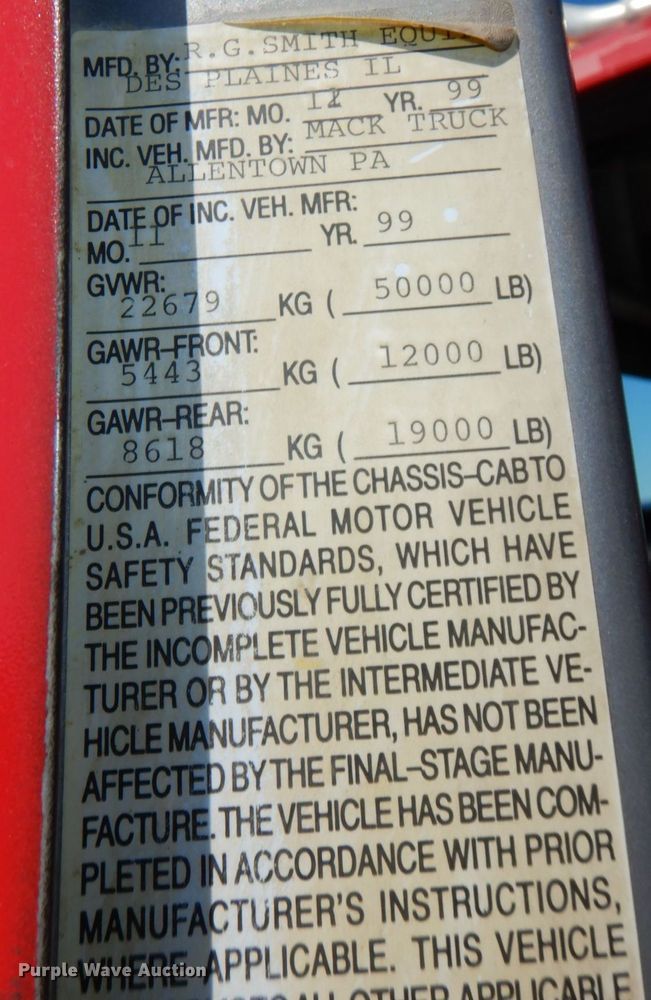 MFD. BY: R.G.SMITH
DES PLAINES IL
DATE OF MFR: MO. YR. 99
INC. VEH. MFD. BY: MACK TRUCK
ALLENTOWN PA
DATE OF INC. VEH. MFR:
MO. 11 YR. 99
GVWR:
22679 KG ( 50000 LB)
GAWR-FRONT:
5443 KG ( 12000 LB)
GAWR-REAR:
8618 KG ( 19000 LB)
CONFORMITY OF THE CHASSIS-CAB TO
U.S.A. FEDERAL MOTOR VEHICLE
SAFETY STANDARDS, WHICH HAVE
BEEN PREVIOUSLY FULLY CERTIFIED BY
THE INCOMPLETE VEHICLE MANUFAC-
TURER OR BY THE INTERMEDIATE VE-
HICLE MANUFACTURER, HAS NOT BEEN
AFFECTED BY THE FINAL-STAGE MANU-
FACTURE. THE VEHICLE HAS BEEN COM-
PLETED IN ACCORDANCE WITH PRIOR
MANUFACTURER'S INSTRUCTIONS,
WHERE APPLICABLE. THIS VEHICLE
ALL OTHER APPLICABLE
Purple Wave Auction